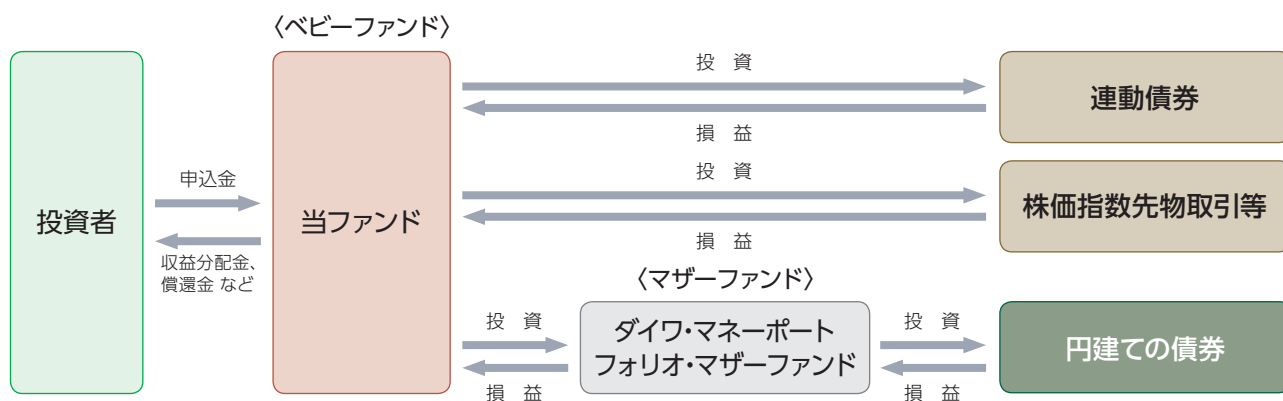 〈ベビーファンド〉
投資者
申込金
収益分配金、
償還金 など
当ファンド
投 資
損 益
連動債券
投 資
損 益
株価指数先物取引等
〈マザーファンド〉
投 資
損 益
ダイワ・マネーポート
フォリオ・マザーファンド
投 資
損 益
円建ての債券